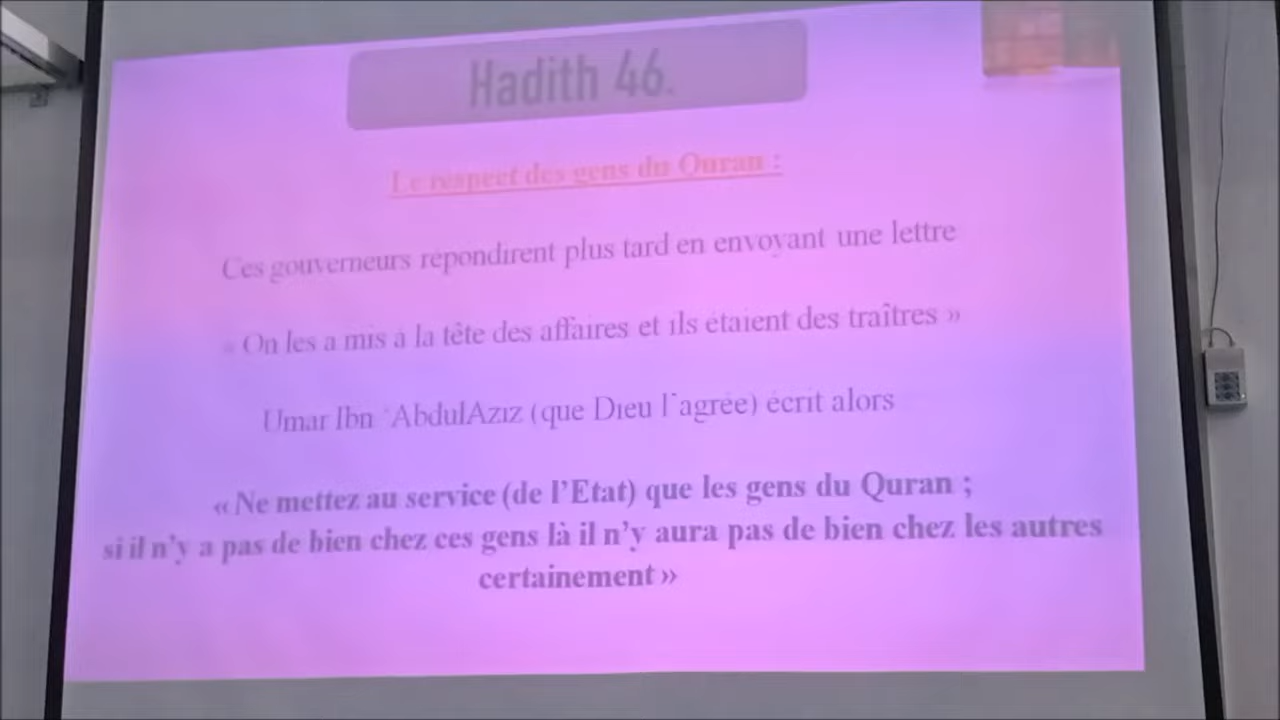 Hadith 46.
Le respect des gens du Quran :
Ces gouverneurs répondirent plus tard en envoyant une lettre
« On les a mis à la tête des affaires et ils étaient des traîtres »
Umar Ibn ‘AbdulAziz (que Dieu l’agrée) écrit alors
« Ne mettez au service (de l’Etat) que les gens du Quran ;
si il n’y a pas de bien chez ces gens là il n’y aura pas de bien chez les autres
certainement »